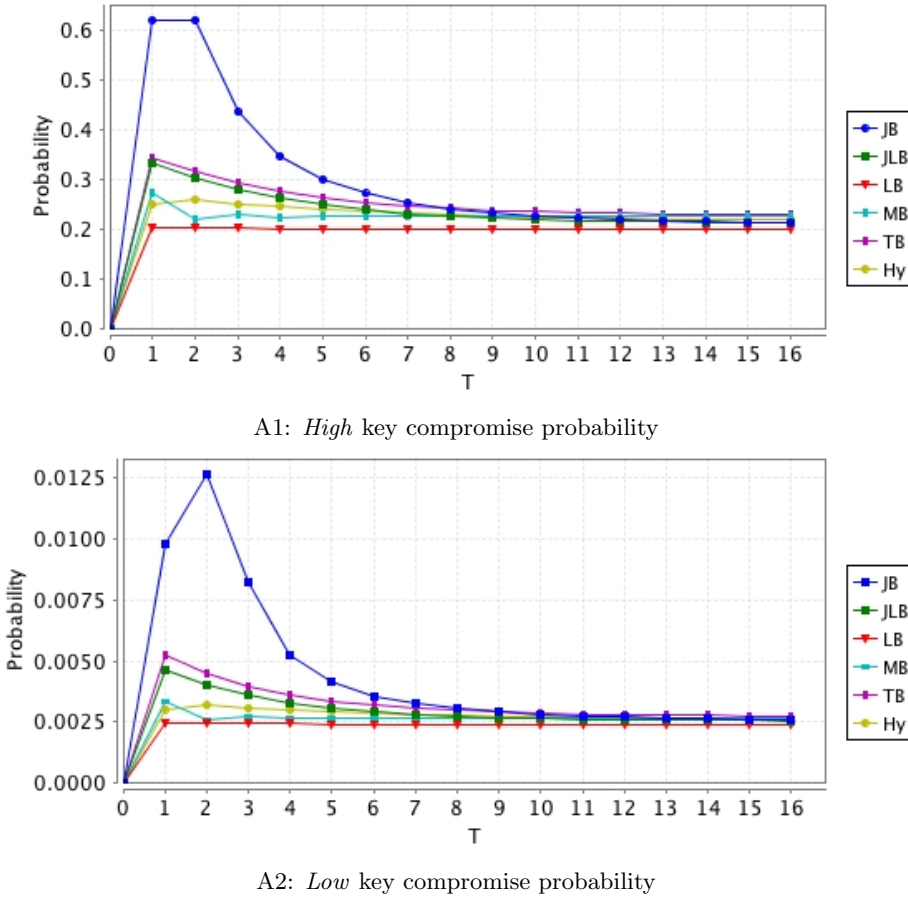 0.6
0.5
0.4
0.3
0.2
0.1
0.0
Probability
0 1 2 3 4 5 6 7 8 9 10 11 12 13 14 15 16
T
JB
JLB
LB
MB
TB
Hy
A1: High key compromise probability
0.0125
0.0100
0.0075
0.0050
0.0025
0.0000
Probability
0 1 2 3 4 5 6 7 8 9 10 11 12 13 14 15 16
T
JB
JLB
LB
MB
TB
Hy
A2: Low key compromise probability